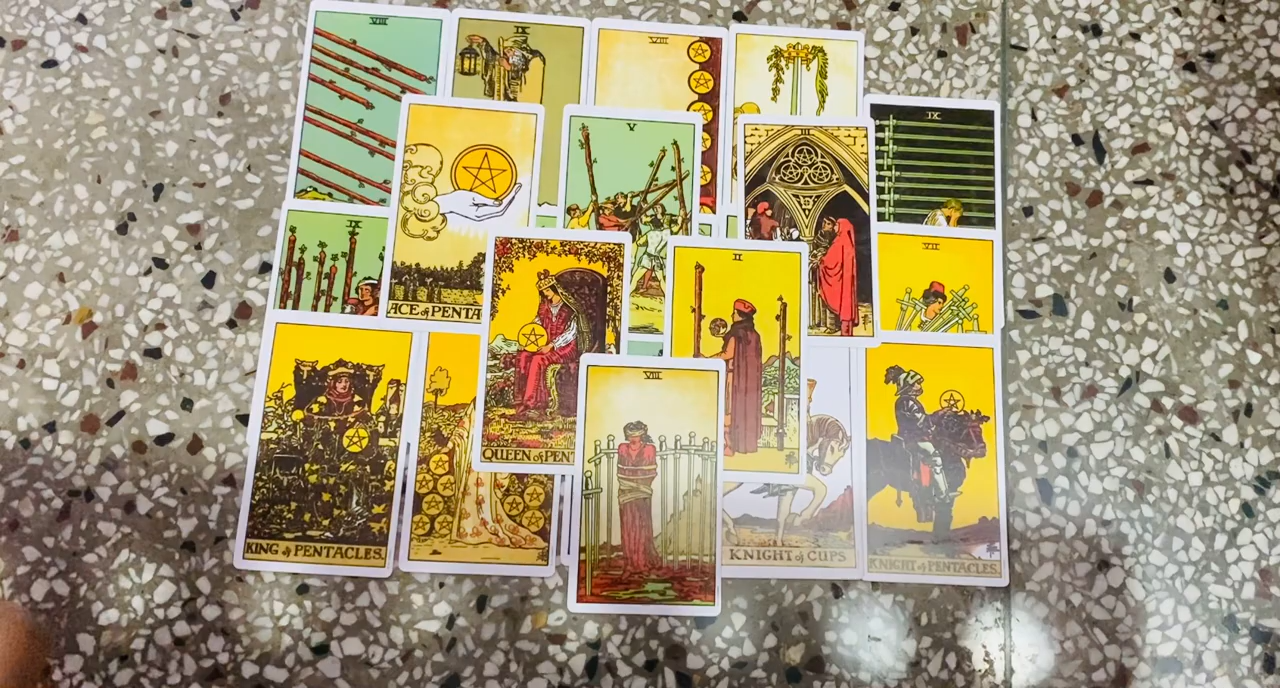 VIII
IX
VIII
IX
ACE of PENTA
V
IX
VII
QUEEN of PENT
II
VIII
KING of PENTACLES.
KNIGHT of CUPS
KNIGHT of PENTACLES.